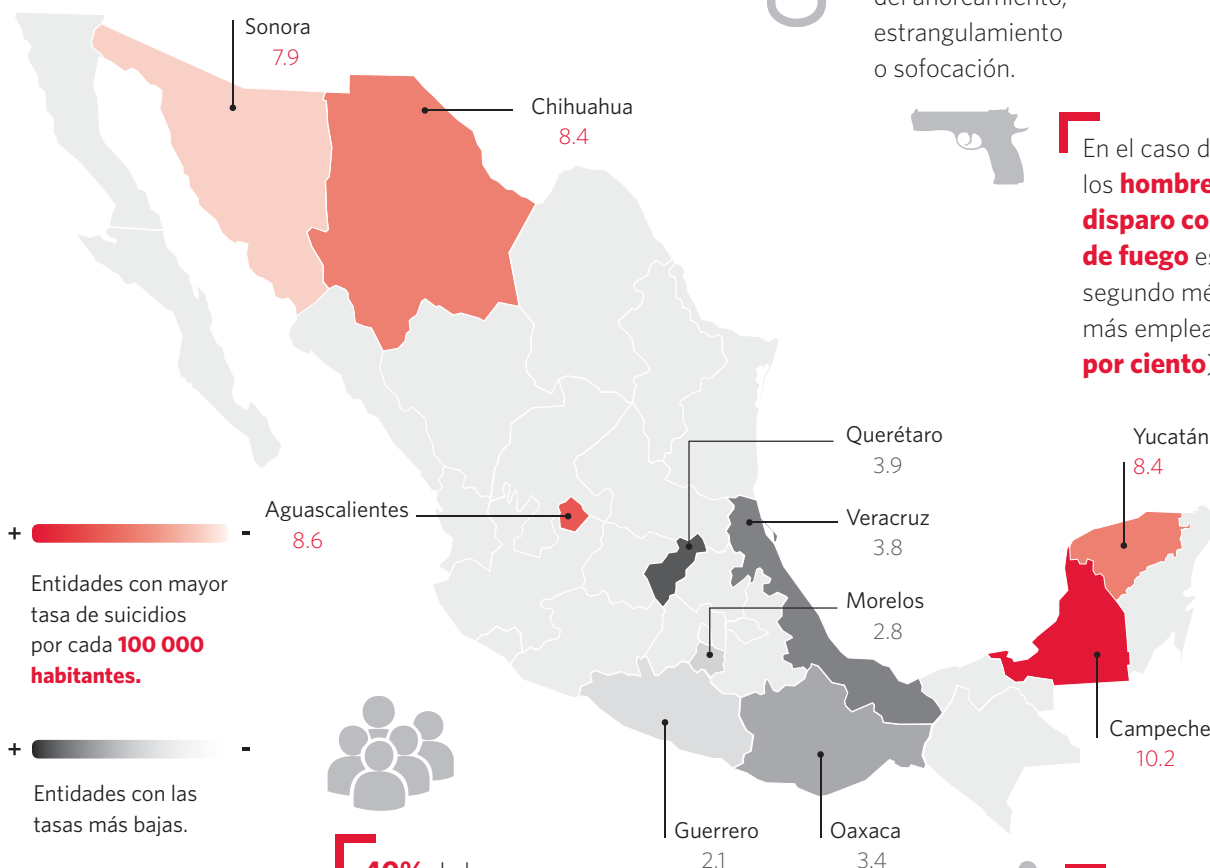 estrangulamiento
o sofocación.
Sonora
7.9
Chihuahua
8.4
En el caso d
los hombre
disparo co
de fuego es
segundo mé
más emplea
por ciento)
Querétaro
3.9
Yucatán
8.4
Veracruz
3.8
Aguascalientes
8.6
+ -
Entidades con mayor
tasa de suicidios
por cada 100 000
habitantes.
Morelos
2.8
Campeche
10.2
+ -
Entidades con las
tasas más bajas.
Guerrero
2.1
Oaxaca
3.4